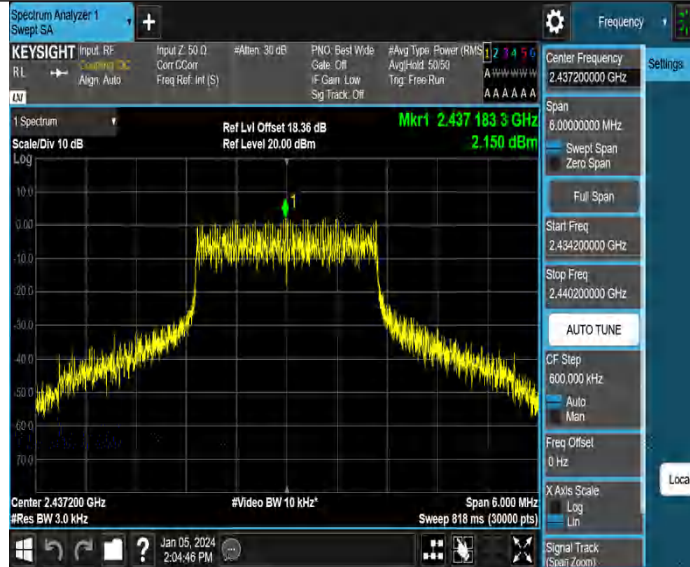 Spectrum Analyzer 1
Swept SA
+
Frequency
KEYSIGHT
RL
Input: RF
Coupling: DC
Align: Auto
Input Z: 50 Ω
Corr CCorr
Freq Ref: Int (S)
#Atten: 30 dB
PNO: Best Wide
Gate: Off
IF Gain: Low
Sig Track: Off
#Avg Type: Power (RMS
Avg|Hold: 50/50
Trig: Free Run
1 2 3 4 5 6
A W W W W W
A A A A A A
LXI
Center Frequency
2.437200000 GHz
Settings
Span
6.00000000 MHz
Swept Span
Zero Span
Full Span
Start Freq
2.434200000 GHz
Stop Freq
2.440200000 GHz
AUTO TUNE
CF Step
600.000 kHz
Auto
Man
Freq Offset
0 Hz
X Axis Scale
Log
Lin
Signal Track
(Span Zoom)
Loca
1 Spectrum
Scale/Div 10 dB
Log
Ref Lvl Offset 18.36 dB
Ref Level 20.00 dBm
Mkr1 2.437 183 3 GHz
2.150 dBm
1
10.0
0.00
-10.0
-20.0
-30.0
-40.0
-50.0
-60.0
-70.0
Center 2.437200 GHz
#Res BW 3.0 kHz
#Video BW 10 kHz*
Span 6.000 MHz
Sweep 818 ms (30000 pts)
?
Jan 05, 2024
2:04:46 PM